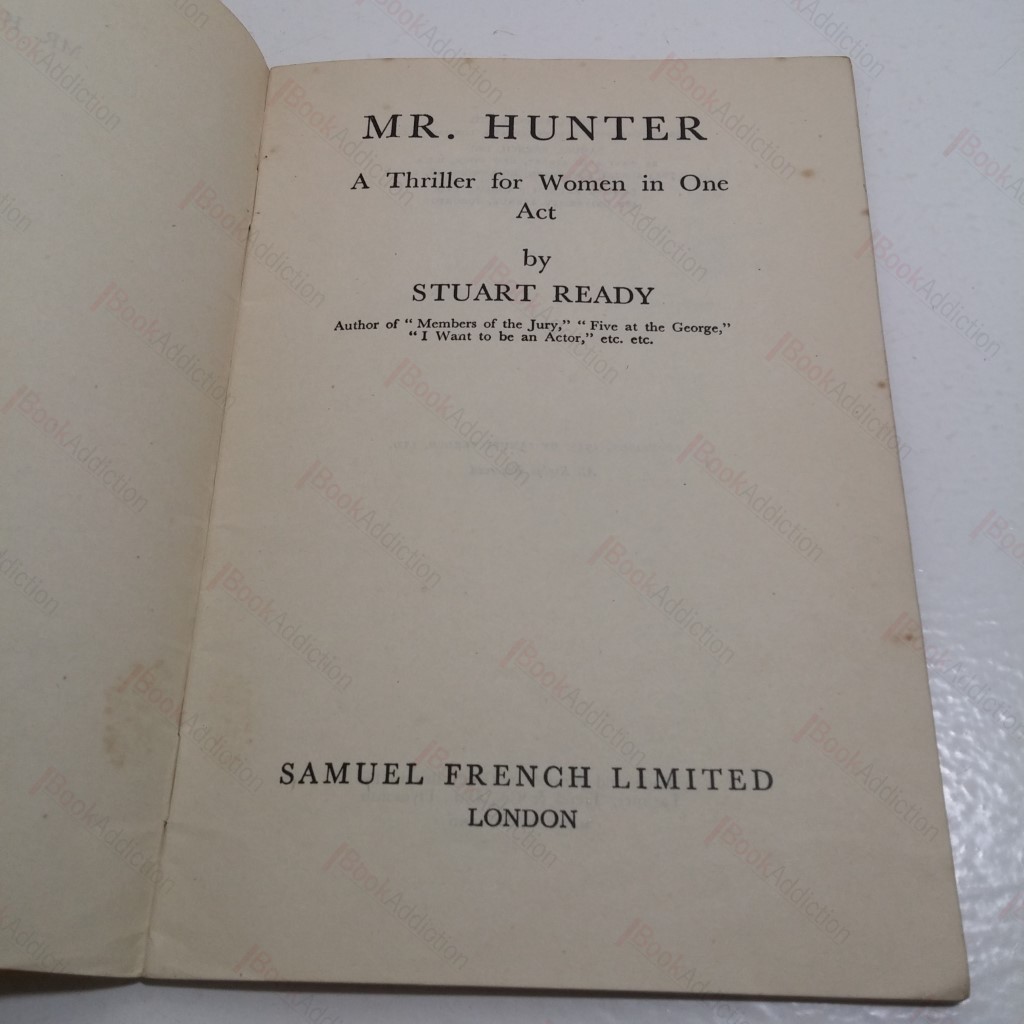 MR. HUNTER
A Thriller for Women in One
Act
by
STUART READY
Author of “ Members of the Jury,” “ Five at the George,”
“ I Want to be an Actor,” etc. etc.
SAMUEL FRENCH LIMITED
LONDON
BookAddiction